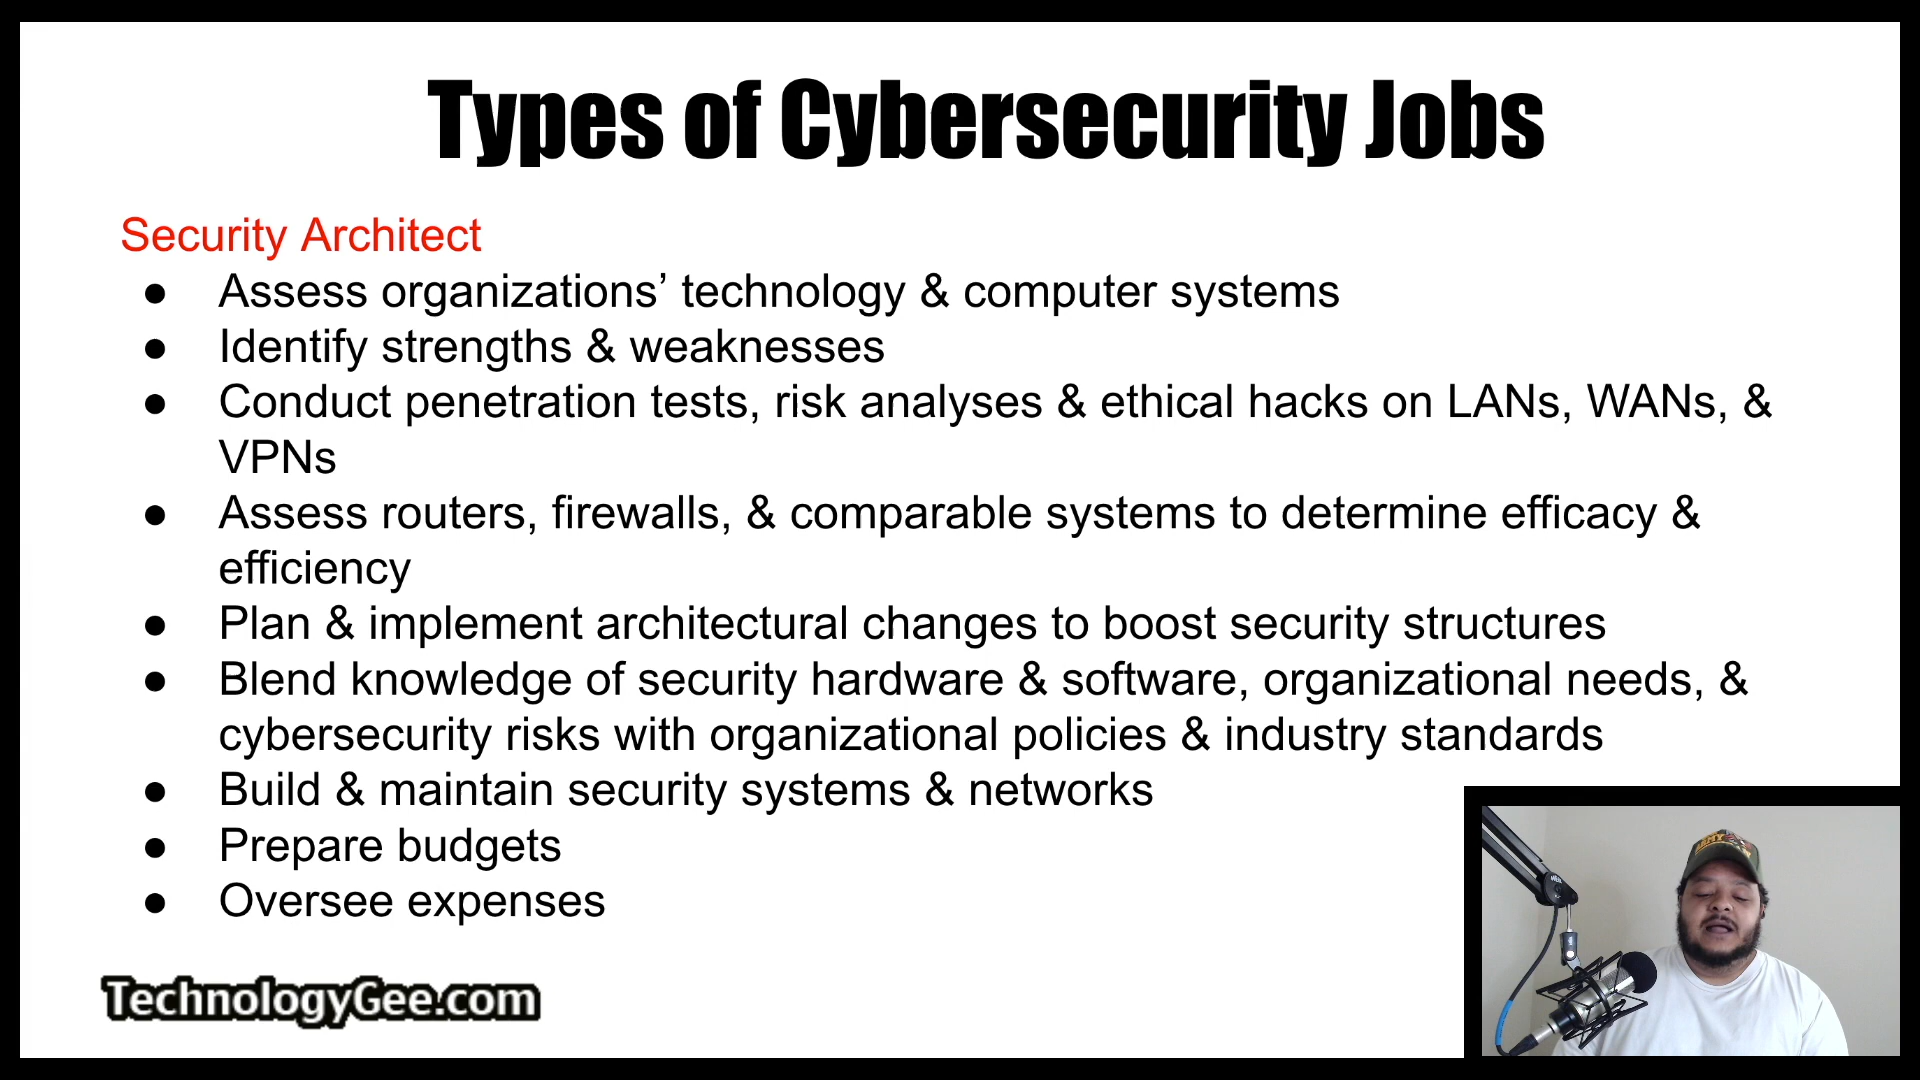 Types of Cybersecurity Jobs
Security Architect
● Assess organizations’ technology & computer systems
● Identify strengths & weaknesses
● Conduct penetration tests, risk analyses & ethical hacks on LANs, WANs, &
VPNs
● Assess routers, firewalls, & comparable systems to determine efficacy &
efficiency
● Plan & implement architectural changes to boost security structures
● Blend knowledge of security hardware & software, organizational needs, &
cybersecurity risks with organizational policies & industry standards
● Build & maintain security systems & networks
● Prepare budgets
● Oversee expenses
TechnologyGee.com
ARMY